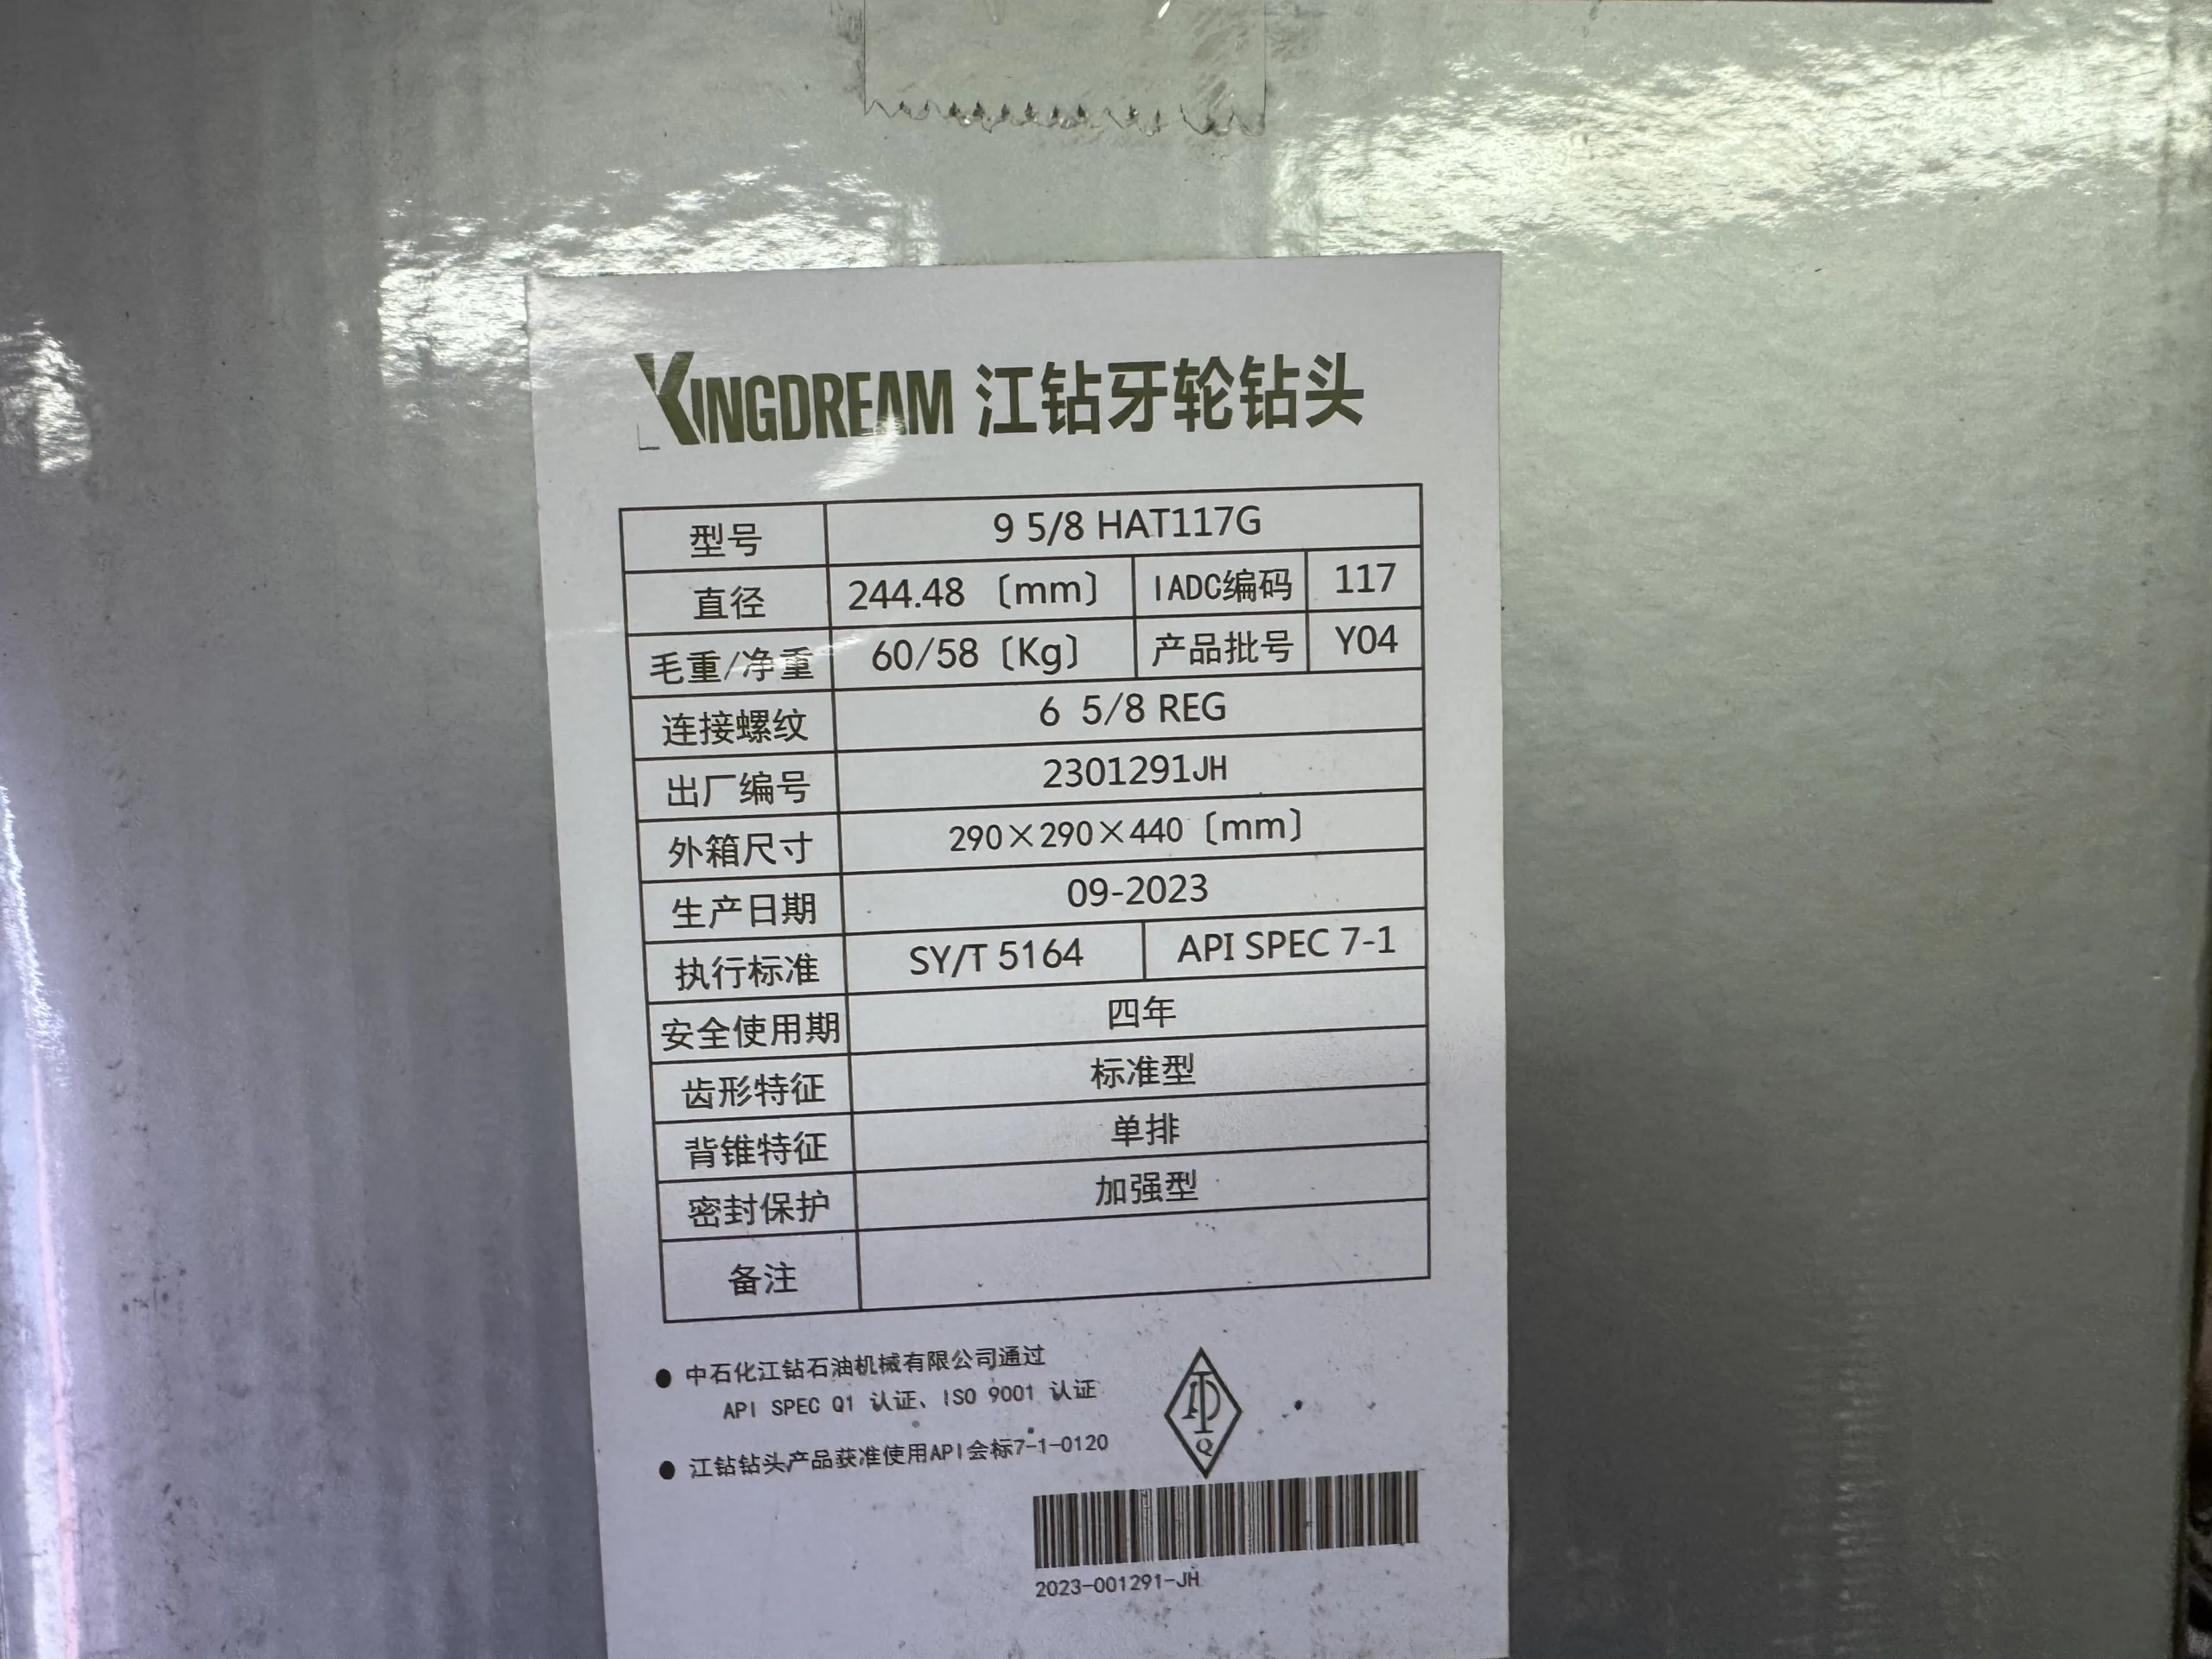 KINGDREAM 江钻牙轮钻头
型号 9 5/8 HAT117G
直径 244.48〔mm〕 IADC编码 117
毛重/净重 60/58〔Kg〕 产品批号 Y04
连接螺纹 6 5/8 REG
出厂编号 2301291JH
外箱尺寸 290×290×440〔mm〕
生产日期 09-2023
执行标准 SY/T 5164 API SPEC 7-1
安全使用期 四年
齿形特征 标准型
背锥特征 单排
密封保护 加强型
备注
● 中石化江钻石油机械有限公司通过
API SPEC Q1 认证、ISO 9001 认证
● 江钻钻头产品获准使用API会标7-1-0120
API
Q
2023-001291-JH